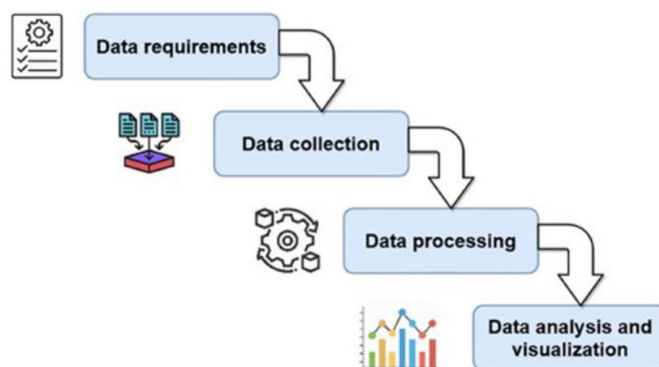 Data requirements
Data collection
Data processing
Data analysis and
visualization